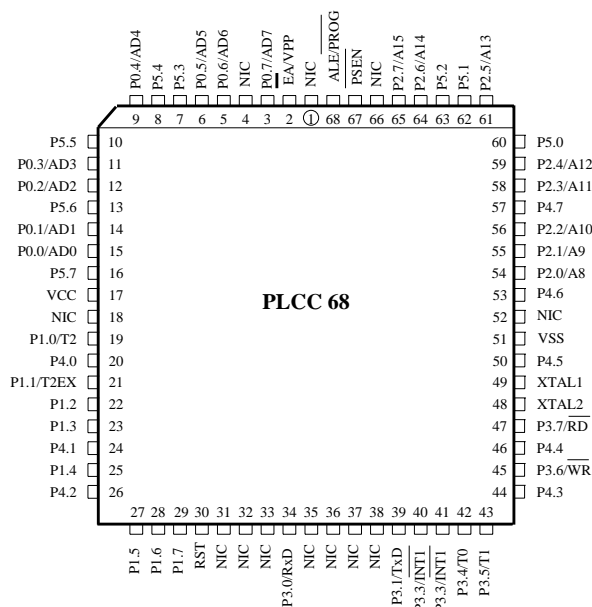 P0.4/AD4
P5.4
P5.3
P0.5/AD5
P0.6/AD6
NIC
P0.7/AD7
EA/VPP
NIC
ALE/PROG
PSEN
NIC
P2.7/A15
P2.6/A14
P5.2
P5.1
P2.5/A13
9 8 7 6 5 4 3 2 1 68 67 66 65 64 63 62 61
P5.5 10 60 P5.0
P0.3/AD3 11 59 P2.4/A12
P0.2/AD2 12 58 P2.3/A11
P5.6 13 57 P4.7
P0.1/AD1 14 56 P2.2/A10
P0.0/AD0 15 55 P2.1/A9
P5.7 16 54 P2.0/A8
VCC 17 PLCC 68 53 P4.6
NIC 18 52 NIC
P1.0/T2 19 51 VSS
P4.0 20 50 P4.5
P1.1/T2EX 21 49 XTAL1
P1.2 22 48 XTAL2
P1.3 23 47 P3.7/RD
P4.1 24 46 P4.4
P1.4 25 45 P3.6/WR
P4.2 26 44 P4.3
27 28 29 30 31 32 33 34 35 36 37 38 39 40 41 42 43
P1.5
P1.6
P1.7
RST
NIC
NIC
NIC
P3.0/RxD
NIC
NIC
NIC
NIC
P3.1/TxD
P3.3/INT1
P3.3/INT1
P3.4/T0
P3.5/T1